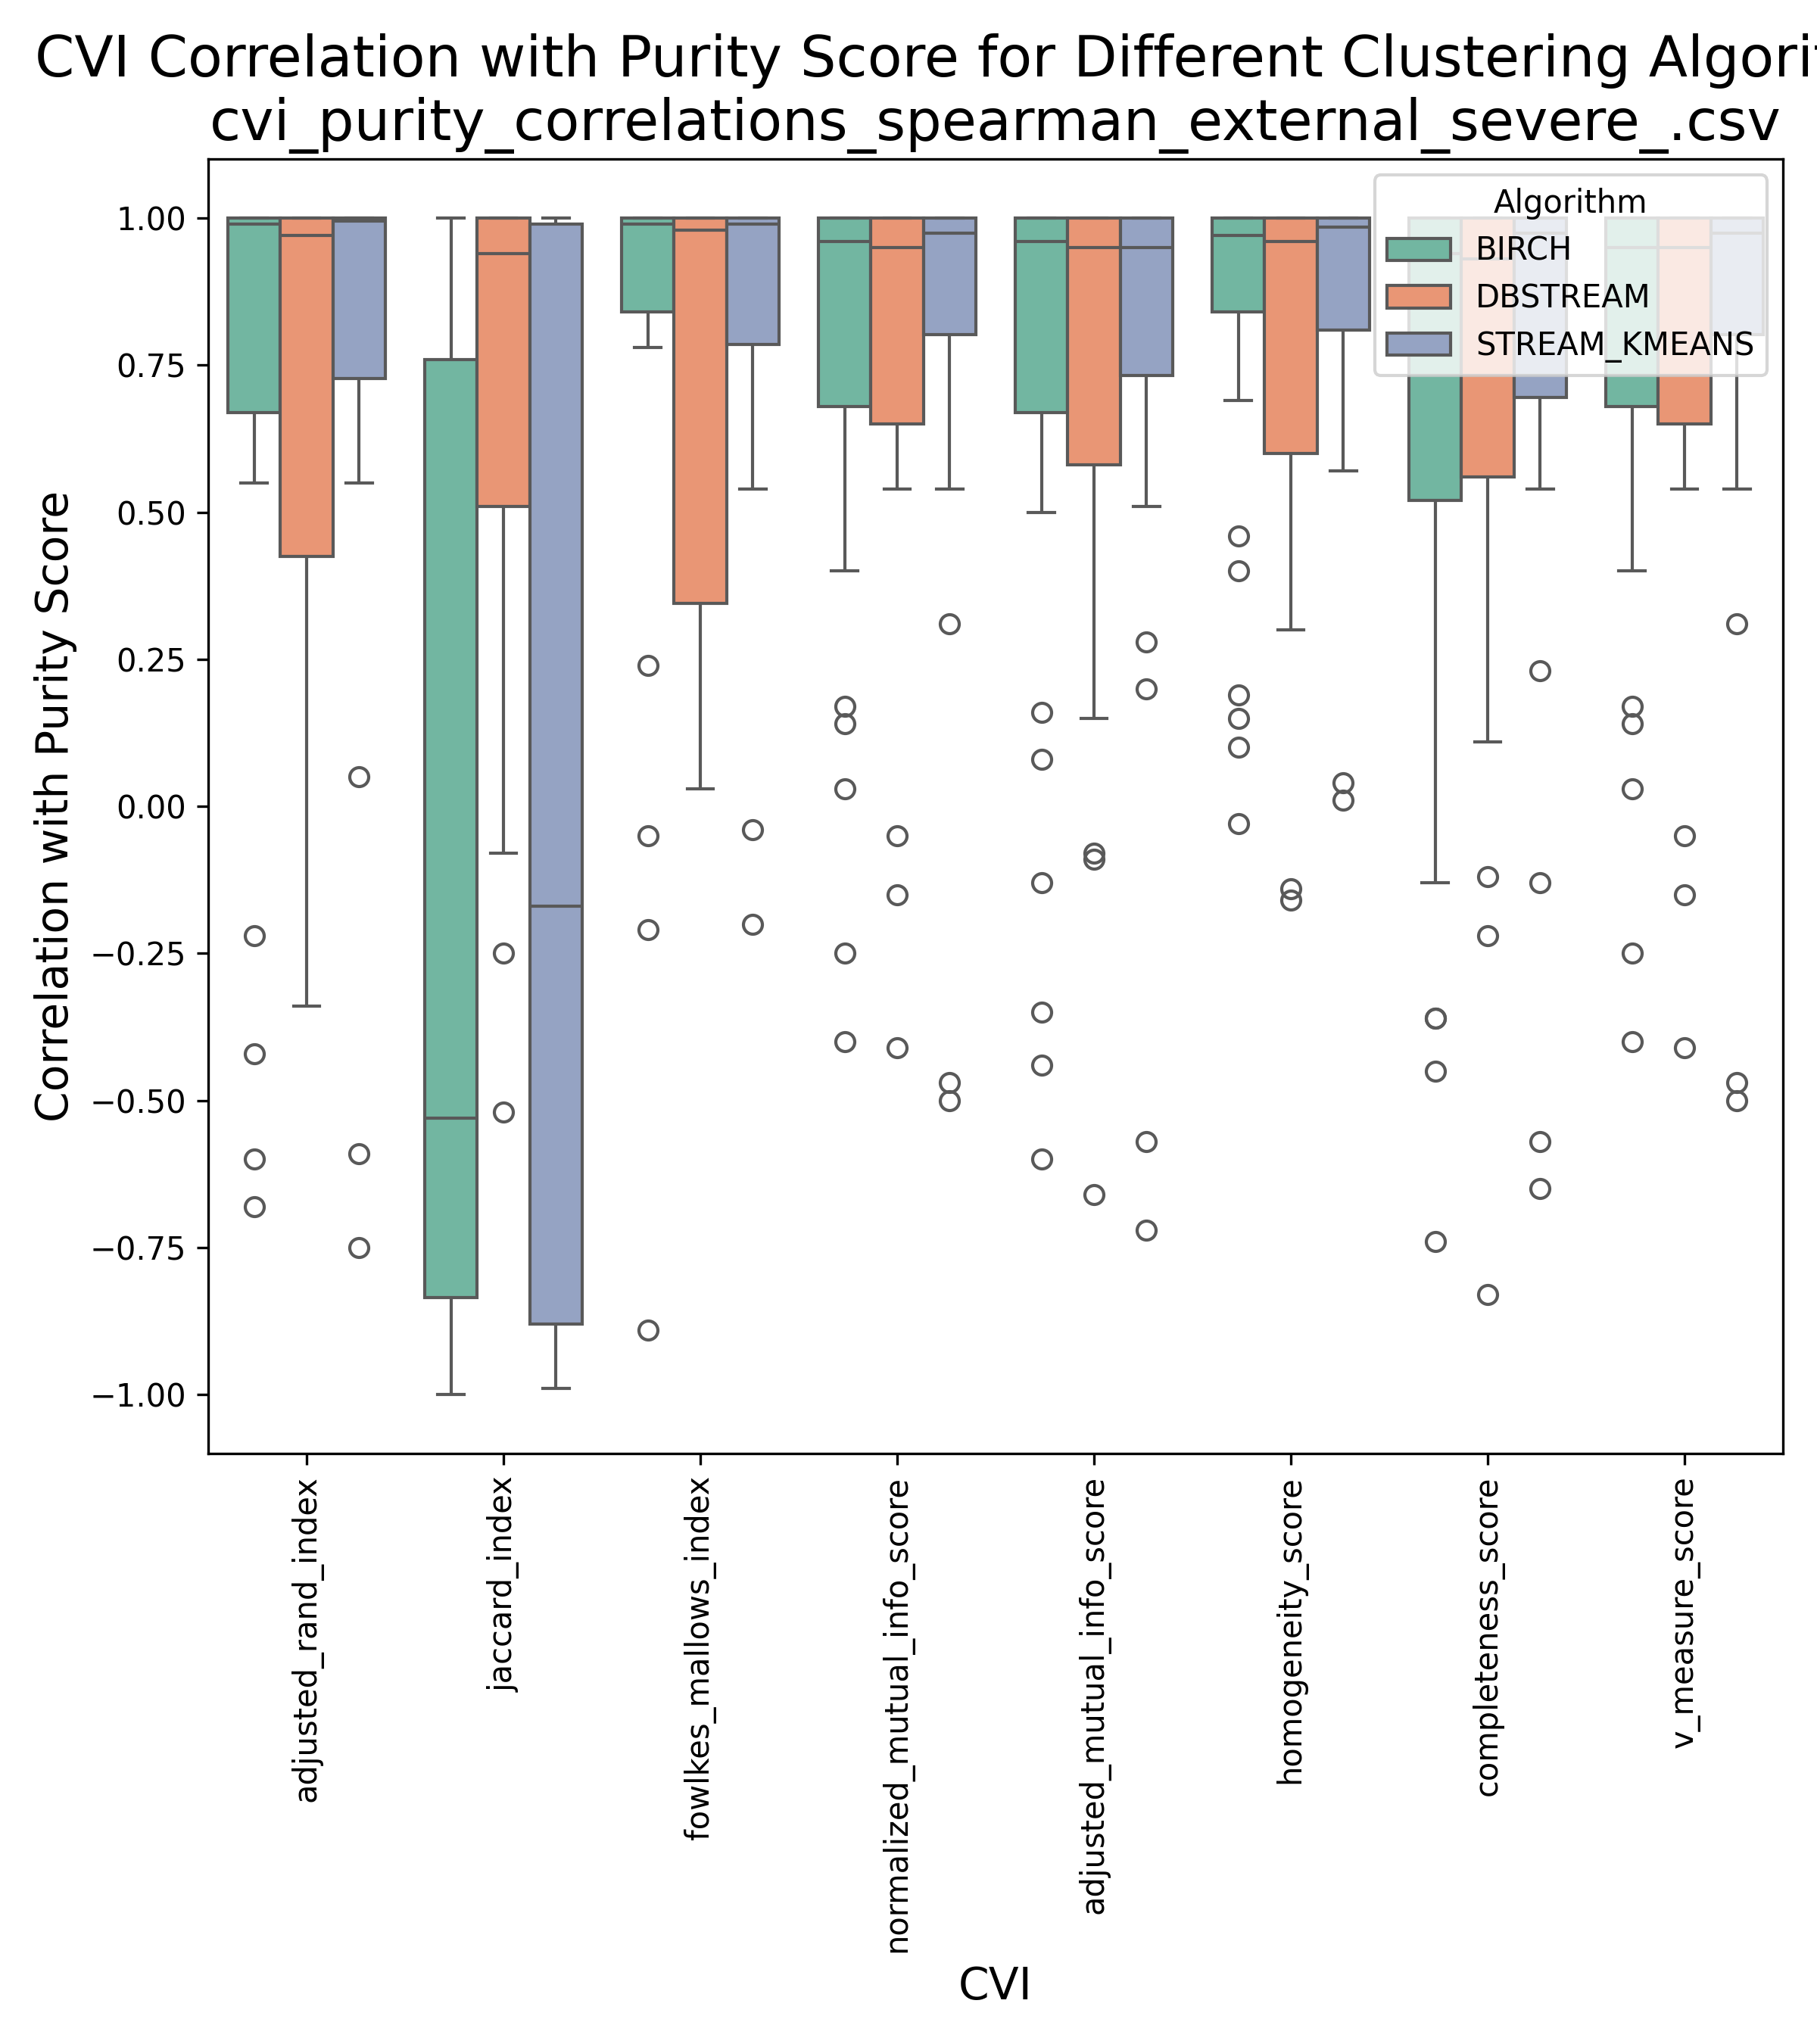 CVI Correlation with Purity Score for Different Clustering Algori
cvi_purity_correlations_spearman_external_severe_.csv
Algorithm
BIRCH
DBSTREAM
STREAM_KMEANS
Correlation with Purity Score
1.00
0.75
0.50
0.25
0.00
−0.25
−0.50
−0.75
−1.00
adjusted_rand_index
jaccard_index
fowlkes_mallows_index
normalized_mutual_info_score
adjusted_mutual_info_score
homogeneity_score
completeness_score
v_measure_score
CVI